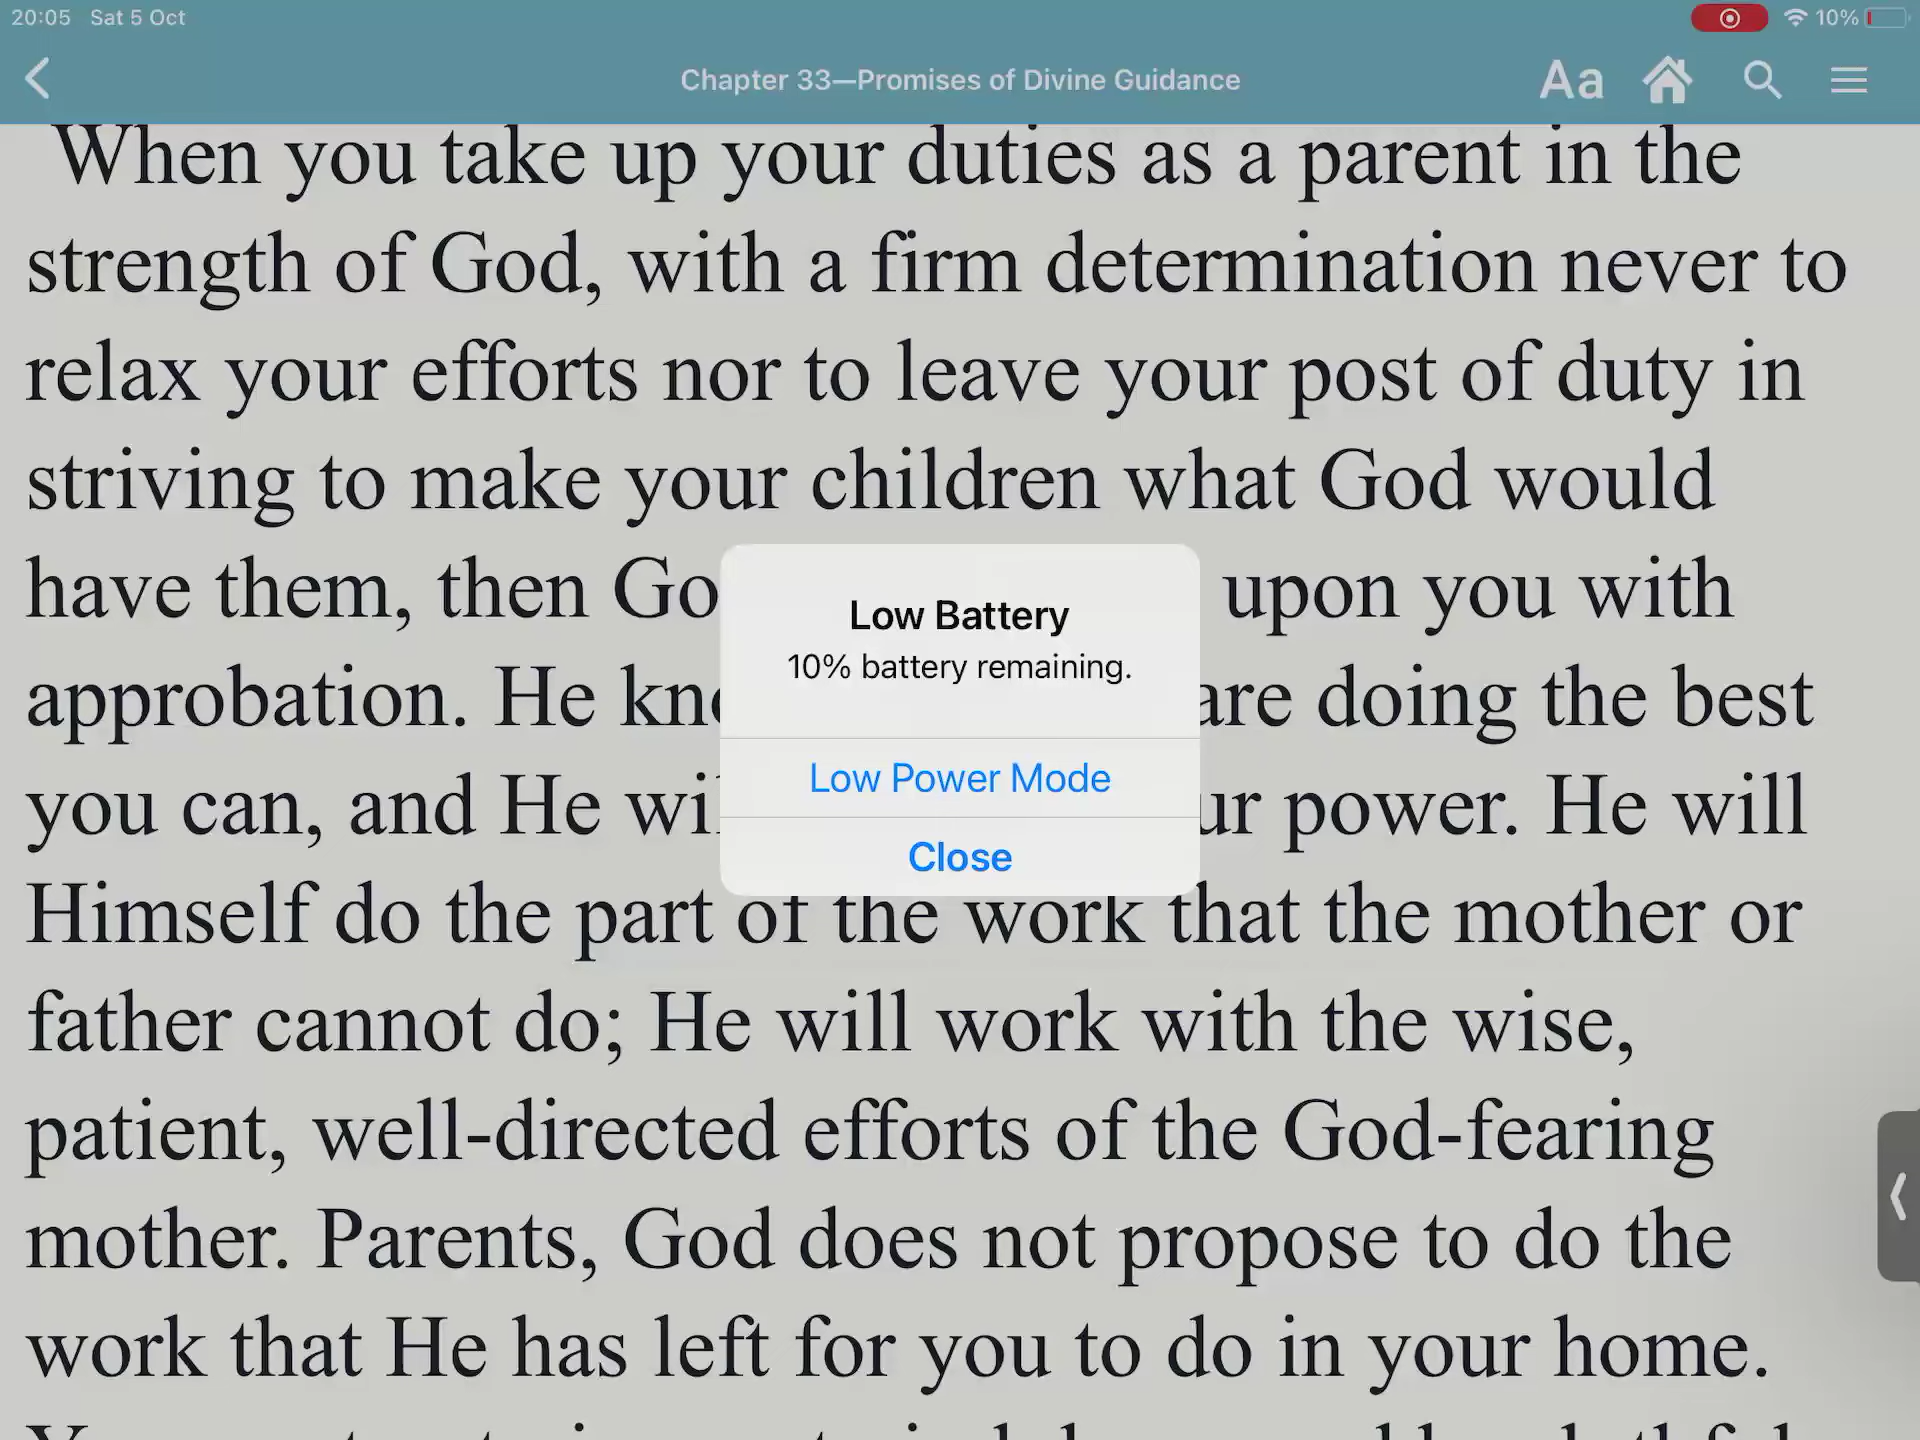 20:05 Sat 5 Oct
10%
Chapter 33—Promises of Divine Guidance
Aa
When you take up your duties as a parent in the
strength of God, with a firm determination never to
relax your efforts nor to leave your post of duty in
striving to make your children what God would
have them, then upon you with
approbation. He are doing the best
you can, and He power. He will
Himself do the part of the work that the mother or
father cannot do; He will work with the wise,
patient, well-directed efforts of the God-fearing
mother. Parents, God does not propose to do the
work that He has left for you to do in your home.
Low Battery
10% battery remaining.
Low Power Mode
Close